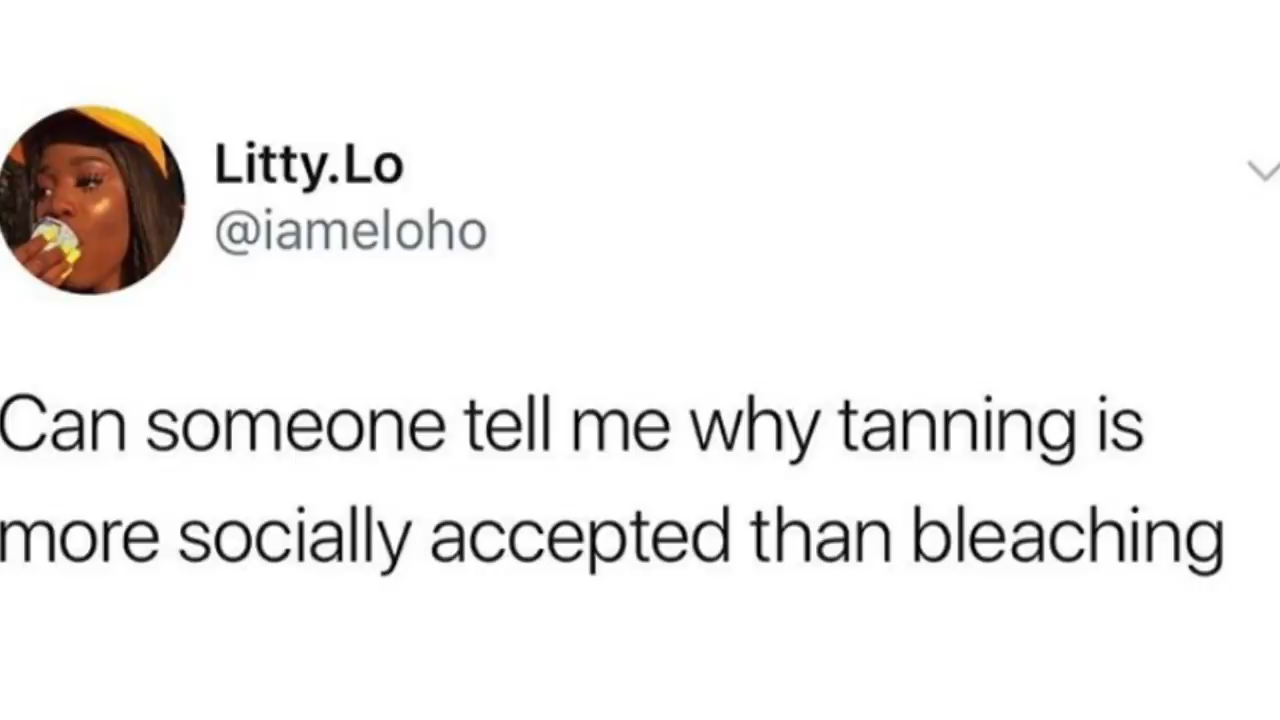 Litty.Lo
@iameloho
Can someone tell me why tanning is
more socially accepted than bleaching